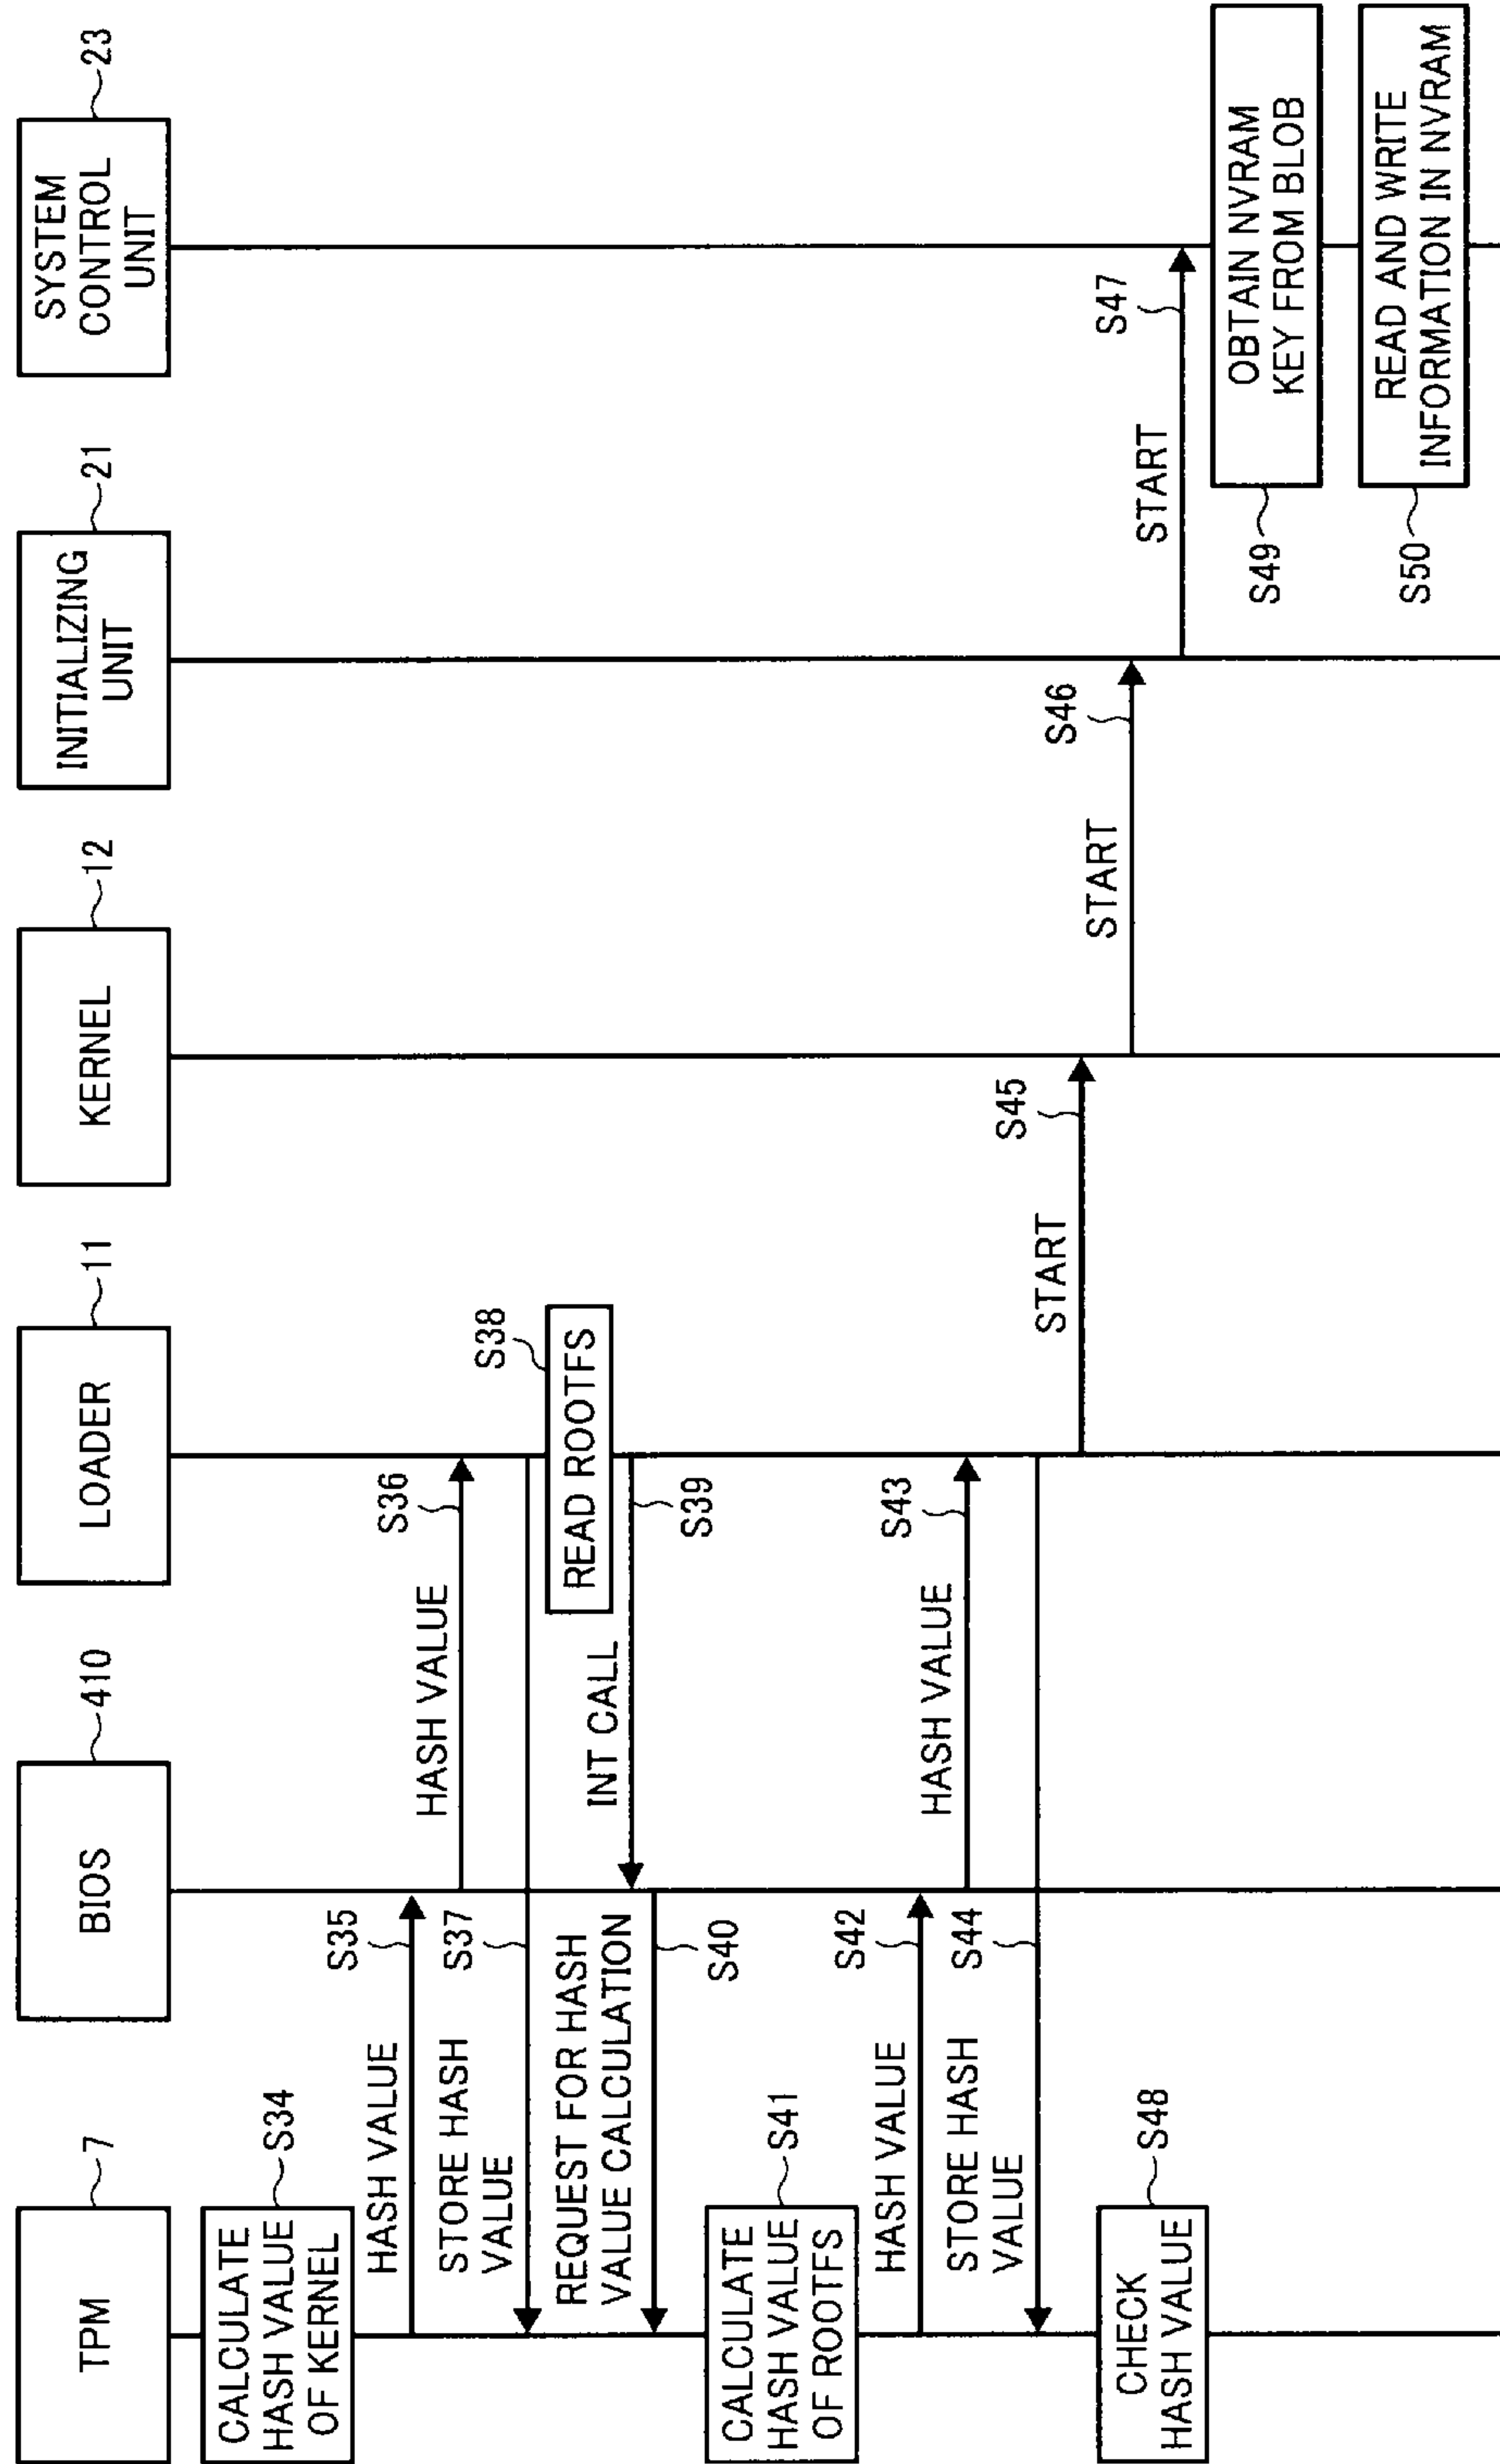 TPM
7
BIOS
410
LOADER
11
KERNEL
12
INITIALIZING
UNIT
21
SYSTEM
CONTROL
UNIT
23
CALCULATE
HASH VALUE
OF KERNEL
S34
HASH VALUE
S35
HASH VALUE
S36
STORE HASH
VALUE
S37
READ ROOTFS
S38
INT CALL
S39
REQUEST FOR HASH
VALUE CALCULATION
S40
CALCULATE
HASH VALUE
OF ROOTFS
S41
HASH VALUE
S42
HASH VALUE
S43
STORE HASH
VALUE
S44
START
S45
START
S46
START
S47
CHECK
HASH VALUE
S48
OBTAIN NVRAM
KEY FROM BLOB
S49
READ AND WRITE
INFORMATION IN NVRAM
S50